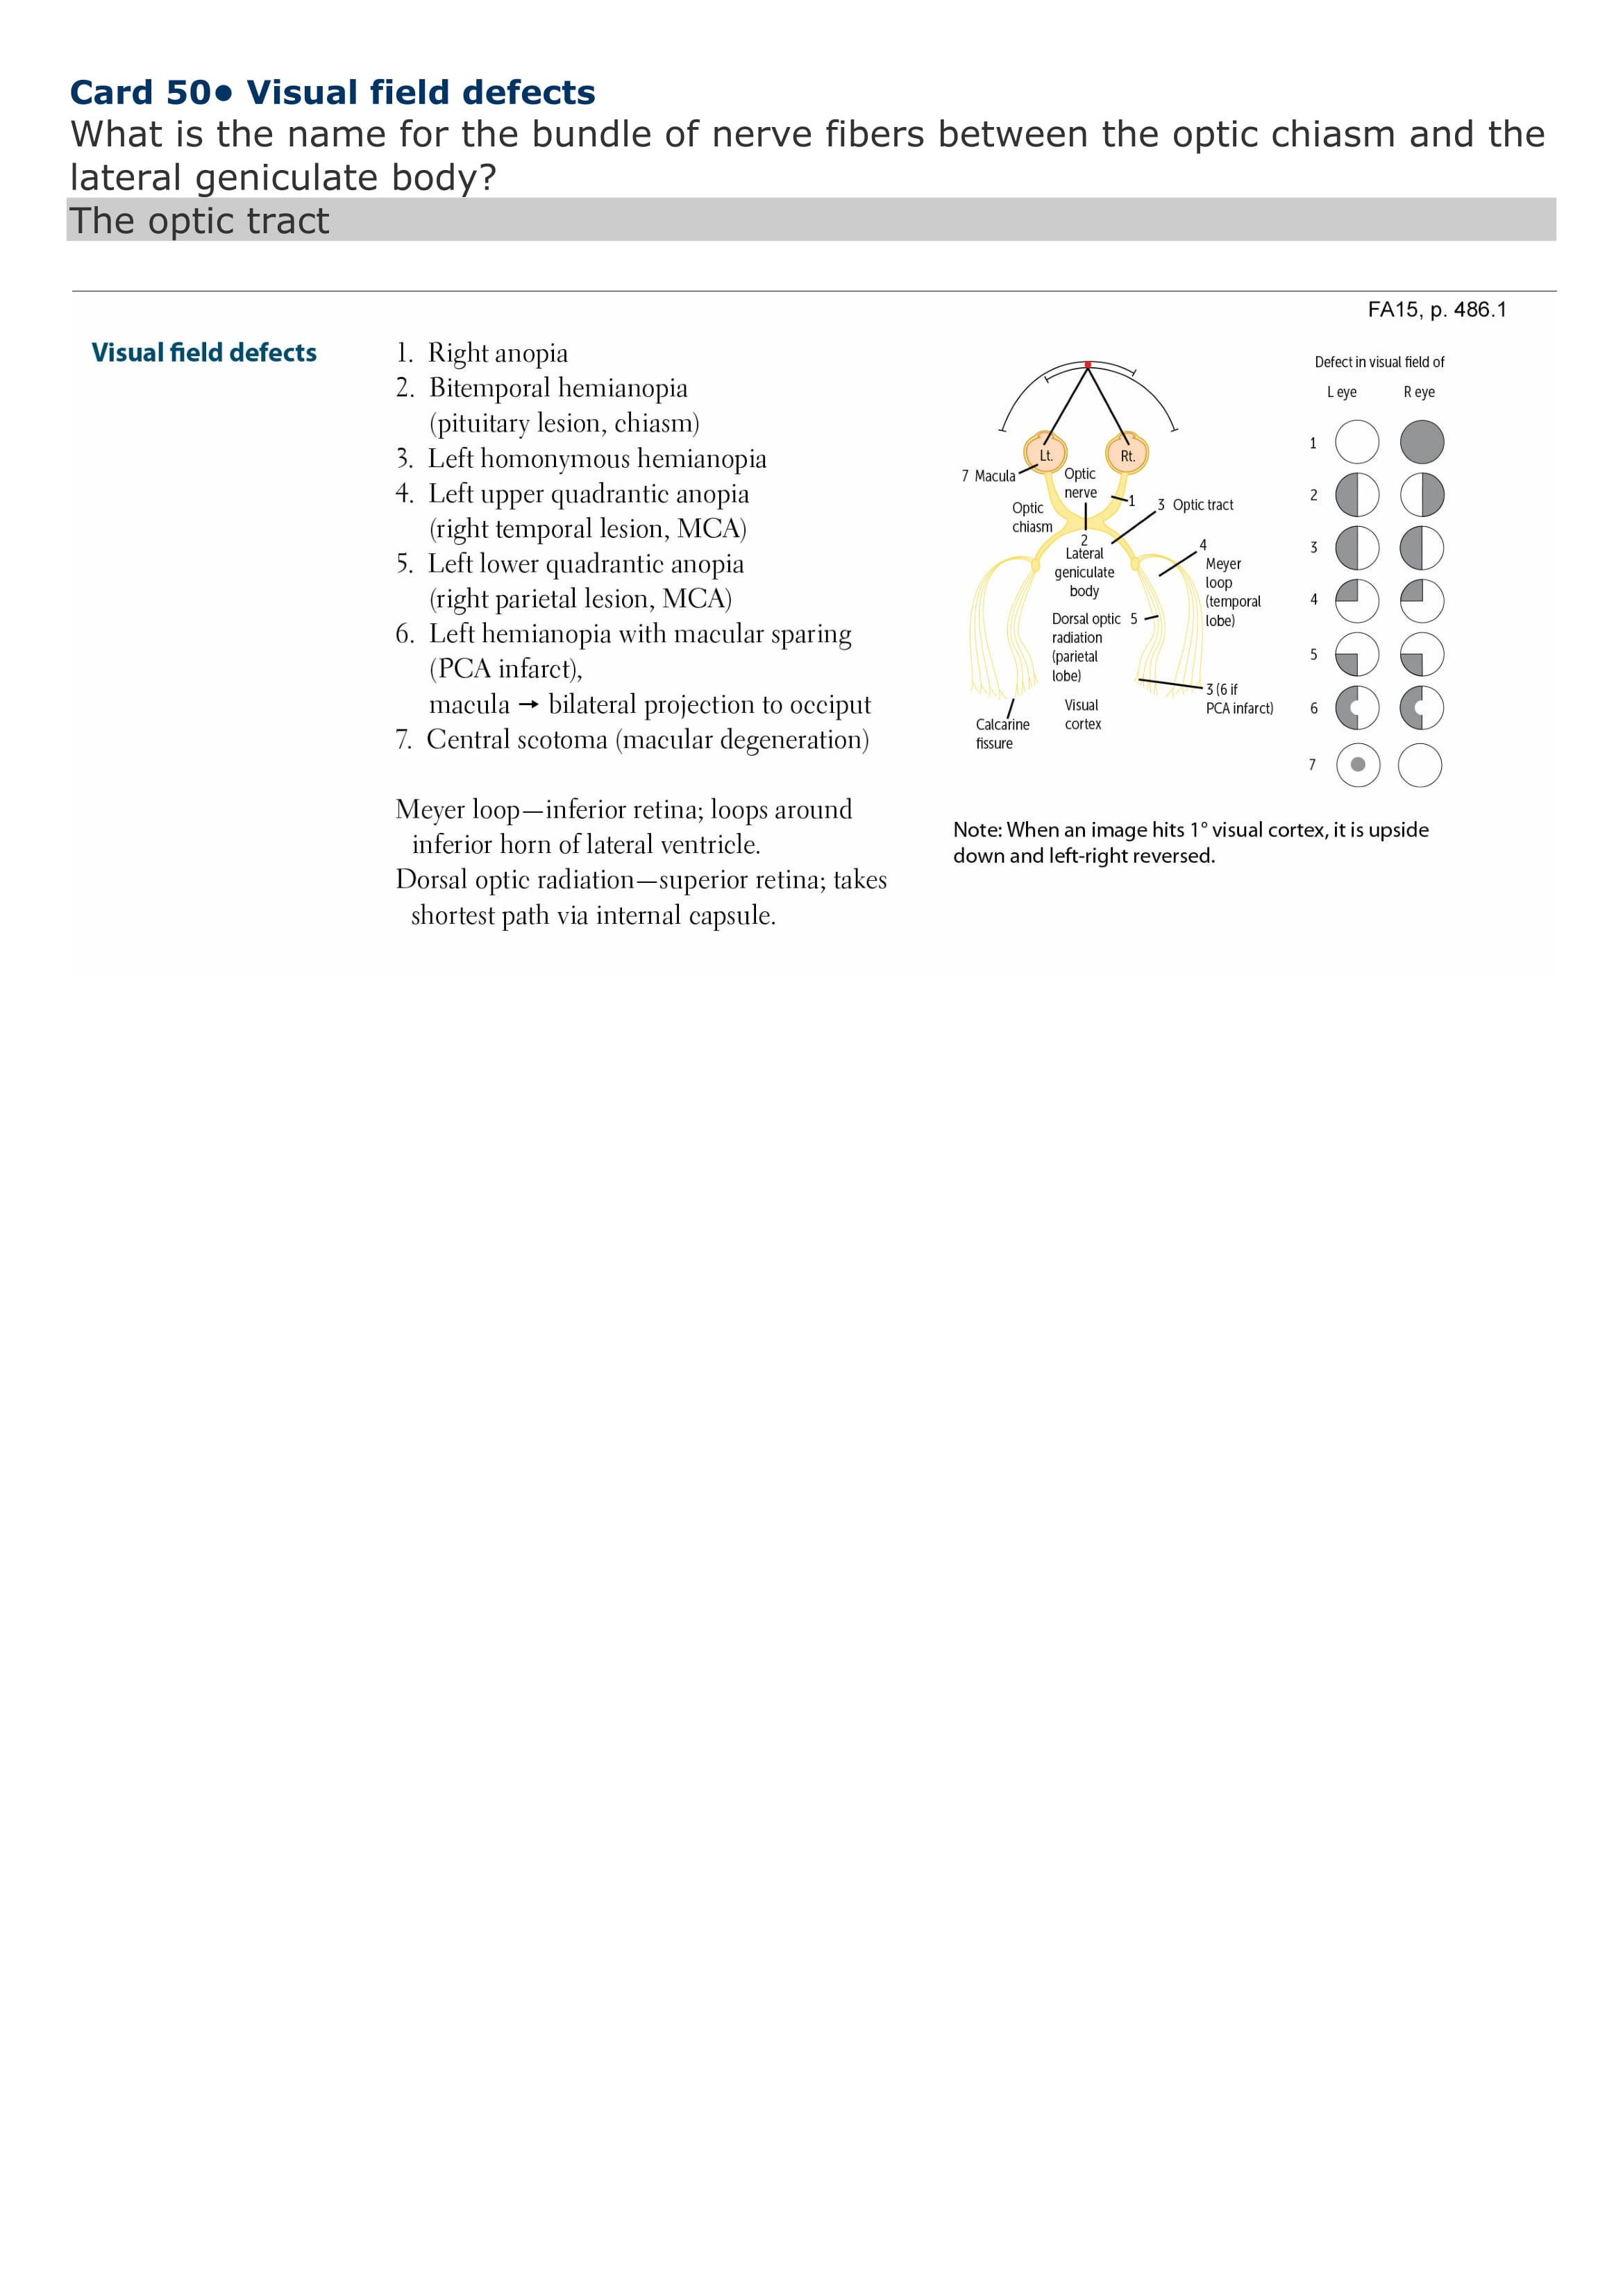 Card 50● Visual field defects
What is the name for the bundle of nerve fibers between the optic chiasm and the
lateral geniculate body?
The optic tract
FA15, p. 486.1
Visual field defects
1. Right anopia
2. Bitemporal hemianopia
(pituitary lesion, chiasm)
3. Left homonymous hemianopia
4. Left upper quadrantic anopia
(right temporal lesion, MCA)
5. Left lower quadrantic anopia
(right parietal lesion, MCA)
6. Left hemianopia with macular sparing
(PCA infarct),
macula → bilateral projection to occiput
7. Central scotoma (macular degeneration)
Meyer loop—inferior retina; loops around
inferior horn of lateral ventricle.
Dorsal optic radiation—superior retina; takes
shortest path via internal capsule.
Lt.
Rt.
7 Macula
Optic
nerve
1
3 Optic tract
Optic
chiasm
2
Lateral
geniculate
body
4
Meyer
loop
(temporal
lobe)
Dorsal optic 5
radiation
(parietal
lobe)
3 (6 if
PCA infarct)
Visual
cortex
Calcarine
fissure
Defect in visual field of
L eye R eye
1
2
3
4
5
6
7
Note: When an image hits 1° visual cortex, it is upside
down and left-right reversed.